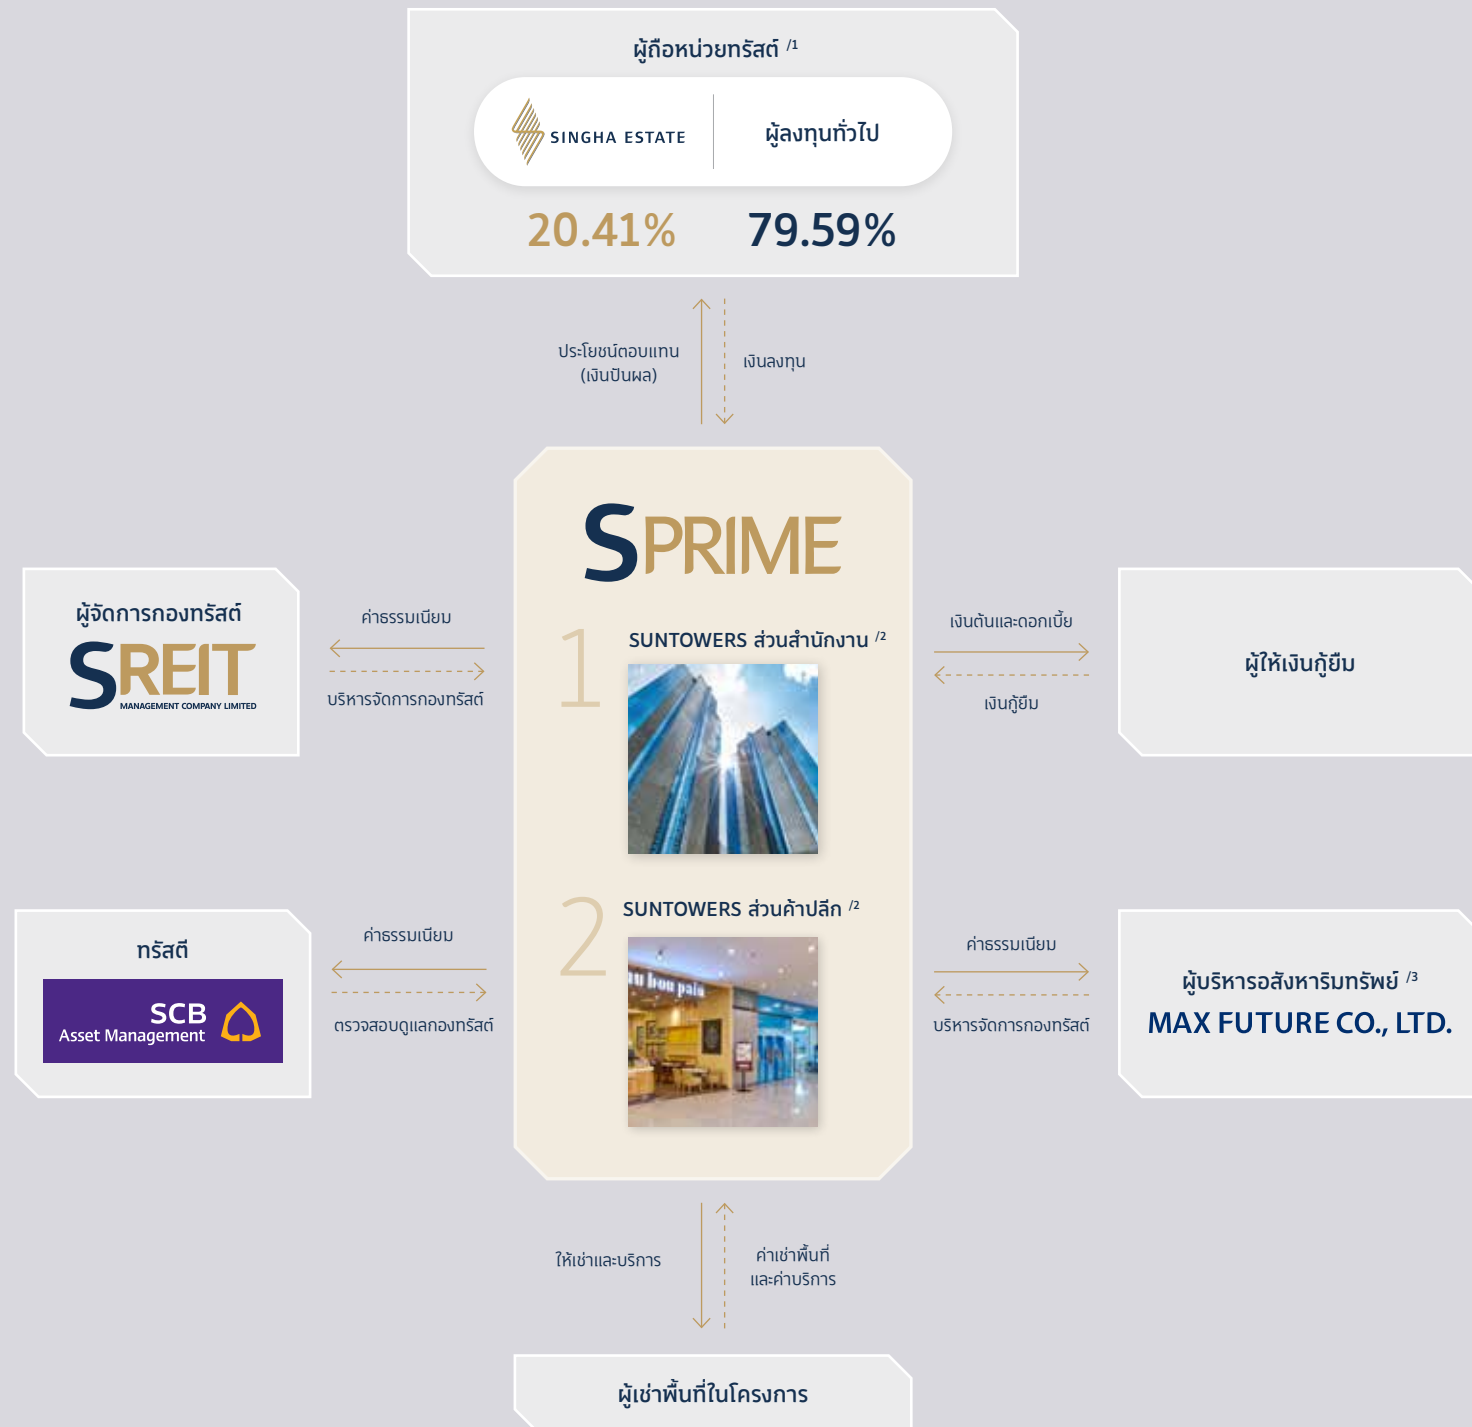 ผู้ถือหน่วยทรัสต์ /1
SINGHA ESTATE
ผู้ลงทุนทั่วไป
20.41%
79.59%
ประโยชน์ตอบแทน
(เงินปันผล)
เงินลงทุน
SPRIME
ผู้จัดการกองทรัสต์
SREIT
MANAGEMENT COMPANY LIMITED
ค่าธรรมเนียม
บริหารจัดการกองทรัสต์
1
SUNTOWERS ส่วนสำนักงาน /2
เงินต้นและดอกเบี้ย
เงินกู้ยืม
ผู้ให้เงินกู้ยืม
ทรัสตี
SCB
Asset Management
ค่าธรรมเนียม
ตรวจสอบดูแลกองทรัสต์
2
SUNTOWERS ส่วนค้าปลีก /2
au bon pain
ค่าธรรมเนียม
บริหารจัดการกองทรัสต์
ผู้บริหารอสังหาริมทรัพย์ /3
MAX FUTURE CO., LTD.
ให้เช่าและบริการ
ค่าเช่าพื้นที่
และค่าบริการ
ผู้เช่าพื้นที่ในโครงการ